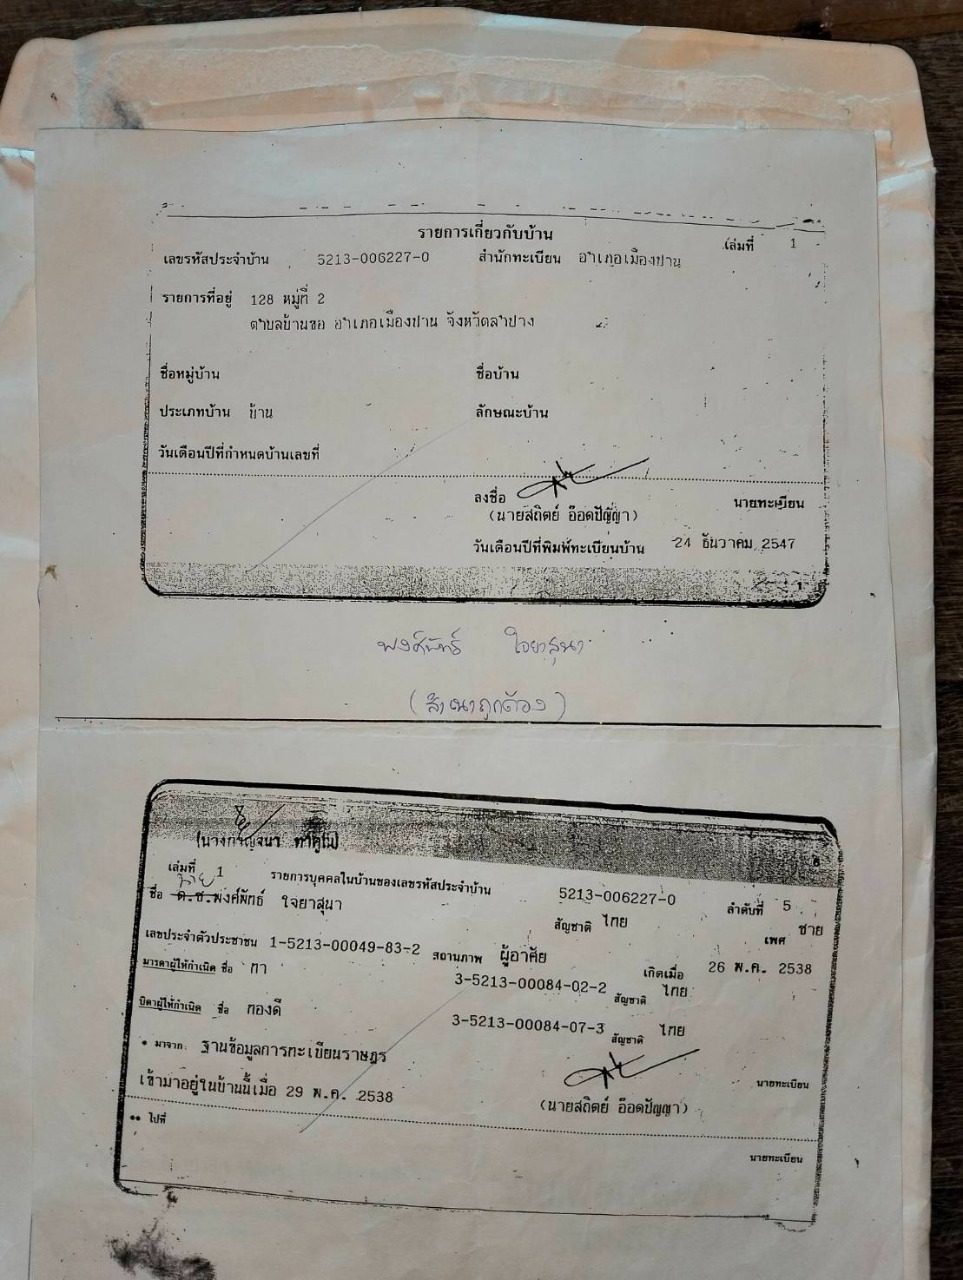 รายการเกี่ยวกับบ้าน
เล่มที่ 1
เลขรหัสประจำบ้าน 5213-006227-0 สำนักทะเบียน อำเภอเมืองปาน
รายการที่อยู่ 128 หมู่ที่ 2
ตำบลบ้านขอ อำเภอเมืองปาน จังหวัดลำปาง
ชื่อหมู่บ้าน ชื่อบ้าน
ประเภทบ้าน บ้าน ลักษณะบ้าน
วันเดือนปีที่กำหนดบ้านเลขที่
ลงชื่อ นายทะเบียน
(นายสถิตย์ อ๊อดปัญญา)
วันเดือนปีที่พิมพ์ทะเบียนบ้าน 24 ธันวาคม 2547
1
พงศ์พัทธ์ ใจยาสุนา
(สำเนาถูกต้อง)
เล่มที่ 1 รายการบุคคลในบ้านของเลขรหัสประจำบ้าน 5213-006227-0 ลำดับที่ 5
นาย
ชื่อ ด.ช.พงศ์พัทธ์ ใจยาสุนา สัญชาติ ไทย เพศ ชาย
เลขประจำตัวประชาชน 1-5213-00049-83-2 สถานภาพ ผู้อาศัย เกิดเมื่อ 26 พ.ค. 2538
มารดาผู้ให้กำเนิด ชื่อ ทา 3-5213-00084-02-2 สัญชาติ ไทย
บิดาผู้ให้กำเนิด ชื่อ ทองดี 3-5213-00084-07-3 สัญชาติ ไทย
* มาจาก ฐานข้อมูลการทะเบียนราษฎร
เข้ามาอยู่ในบ้านนี้เมื่อ 29 พ.ค. 2538 นายทะเบียน
(นายสถิตย์ อ๊อดปัญญา)
** ไปที่
นายทะเบียน